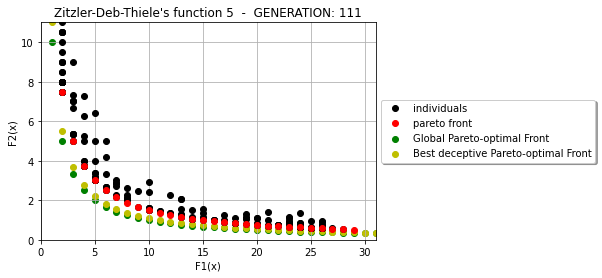 Zitzler-Deb-Thiele's function 5 - GENERATION: 111
10
8
6
4
2
0
F2(x)
0 5 10 15 20 25 30
F1(x)
individuals
pareto front
Global Pareto-optimal Front
Best deceptive Pareto-optimal Front